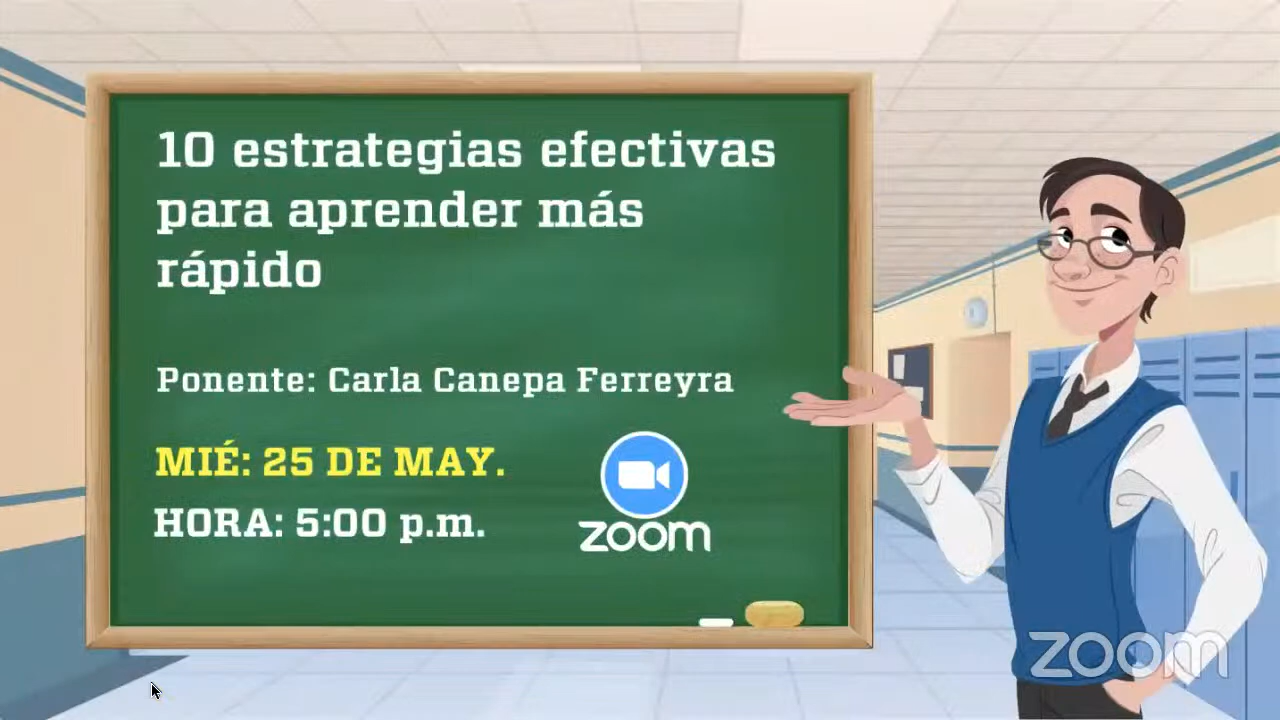 10 estrategias efectivas
para aprender más
rápido
Ponente: Carla Canepa Ferreyra
MIÉ: 25 DE MAY.
HORA: 5:00 p.m.
zoom
zoom